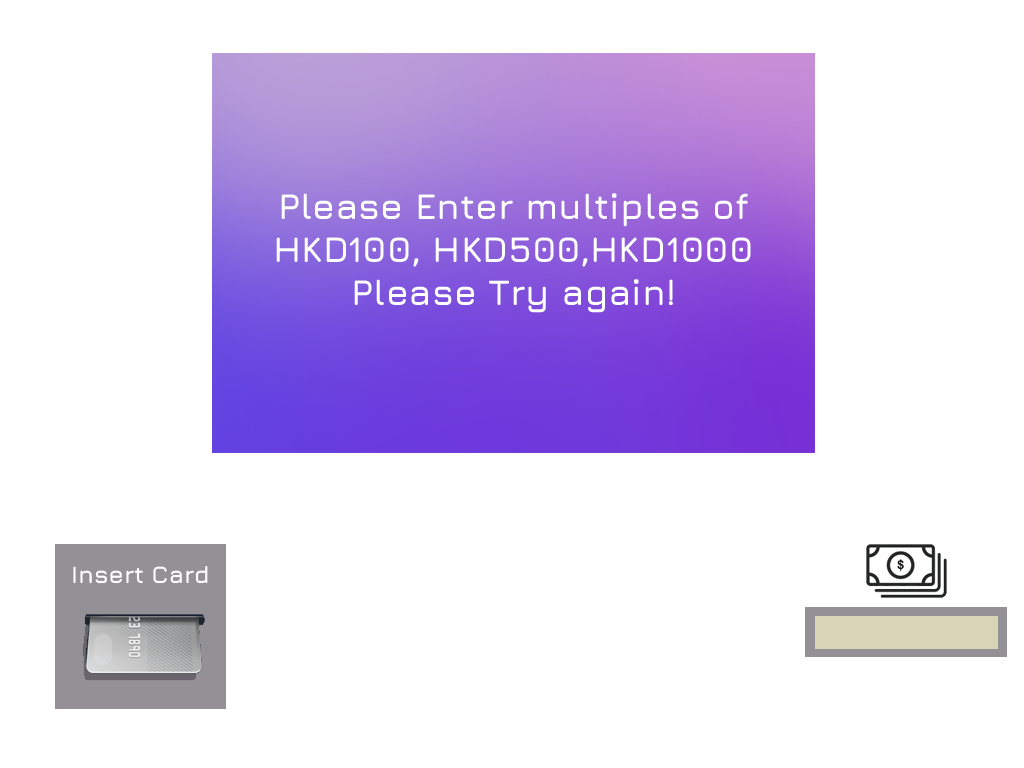 Please Enter multiples of
HKD100, HKD500,HKD1000
Please Try again!
Insert Card
$